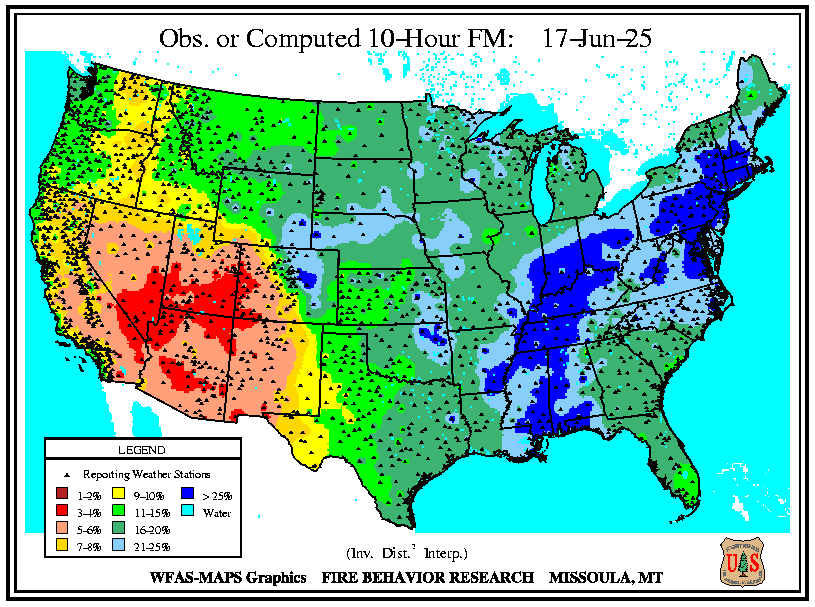 Obs. or Computed 10-Hour FM: 17-Jun-25
LEGEND
Reporting Weather Stations
1-2% 9-10% > 25%
3-4% 11-15% Water
5-6% 16-20%
7-8% 21-25%
(Inv. Dist.² Interp.)
WFAS-MAPS Graphics FIRE BEHAVIOR RESEARCH MISSOULA, MT
U S